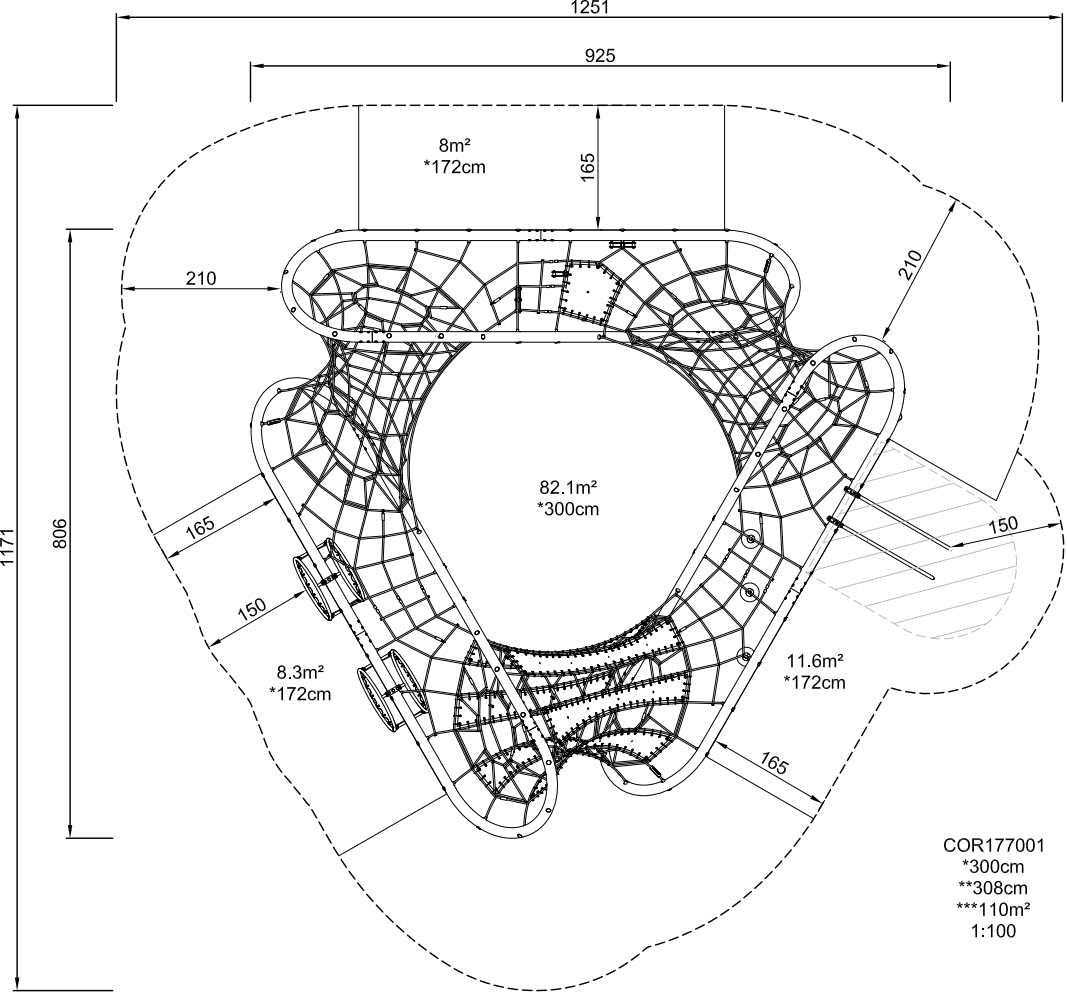 1251
925
8m²
*172cm
165
210
210
1171
806
82.1m²
*300cm
165
150
150
8.3m²
*172cm
11.6m²
*172cm
165
COR177001
*300cm
**308cm
***110m²
1:100